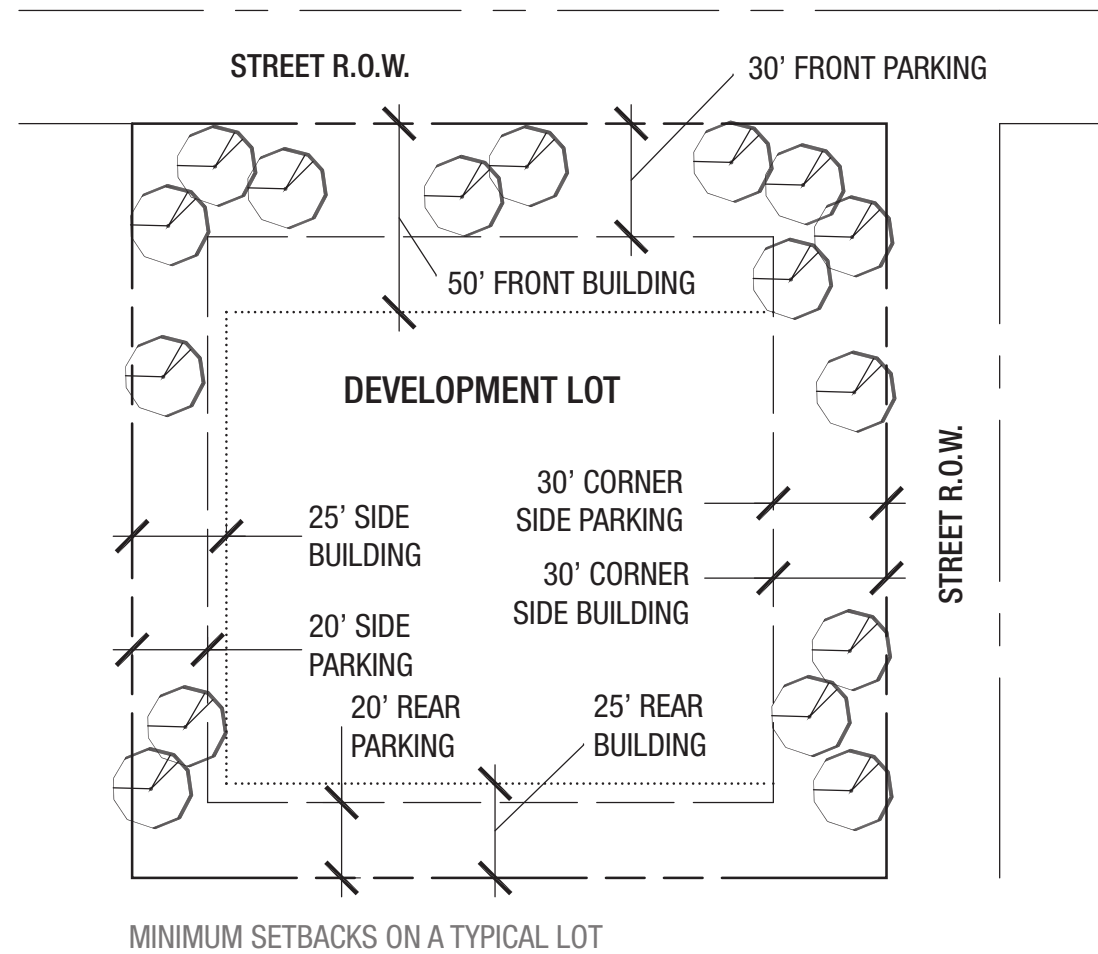 STREET R.O.W.
30’ FRONT PARKING
50’ FRONT BUILDING
DEVELOPMENT LOT
30’ CORNER
SIDE PARKING
25’ SIDE
BUILDING
30’ CORNER
SIDE BUILDING
STREET R.O.W.
20’ SIDE
PARKING
20’ REAR
PARKING
25’ REAR
BUILDING
MINIMUM SETBACKS ON A TYPICAL LOT